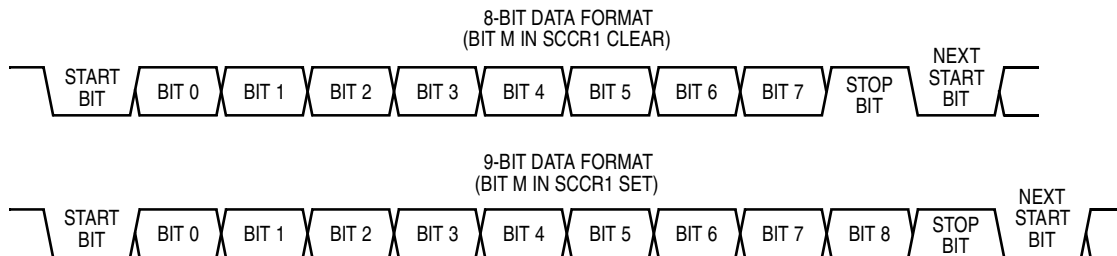 8-BIT DATA FORMAT
(BIT M IN SCCR1 CLEAR)
START
BIT
BIT 0
BIT 1
BIT 2
BIT 3
BIT 4
BIT 5
BIT 6
BIT 7
STOP
BIT
NEXT
START
BIT
9-BIT DATA FORMAT
(BIT M IN SCCR1 SET)
START
BIT
BIT 0
BIT 1
BIT 2
BIT 3
BIT 4
BIT 5
BIT 6
BIT 7
BIT 8
STOP
BIT
NEXT
START
BIT